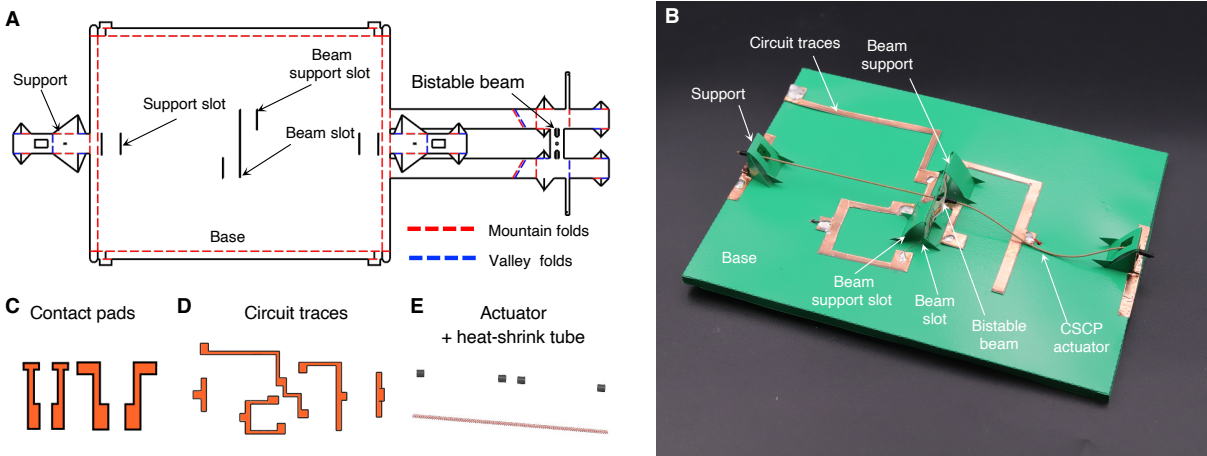 A
Support
Support slot
Beam
support slot
Beam slot
Bistable beam
Base
Mountain folds
Valley folds
B
Circuit traces
Beam
support
Support
Base
Beam
support slot
Beam
slot
Bistable
beam
CSCP
actuator
C
Contact pads
D
Circuit traces
E
Actuator
+ heat-shrink tube